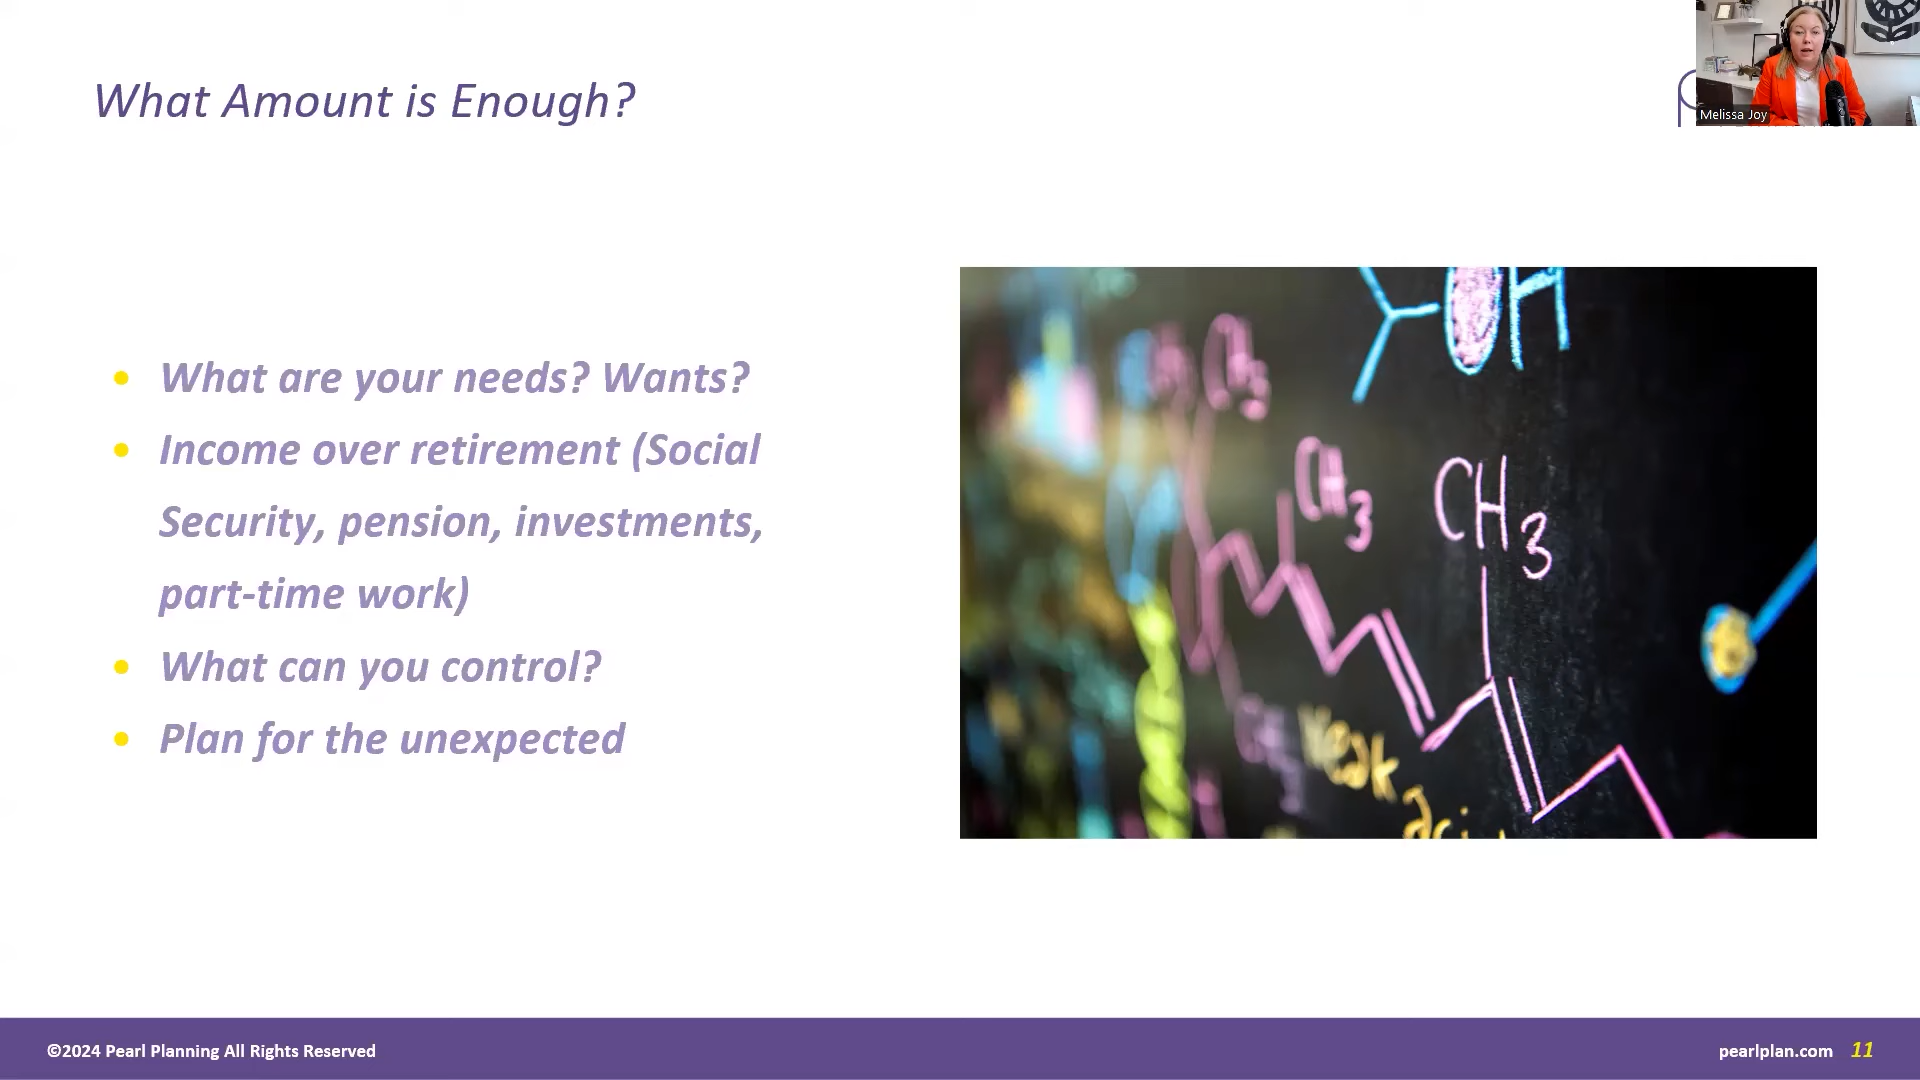 What Amount is Enough?
Melissa Joy
What are your needs? Wants?
Income over retirement (Social
Security, pension, investments,
part-time work)
What can you control?
Plan for the unexpected
OH
CH3
CH3
CH3
Weak
©2024 Pearl Planning All Rights Reserved
pearlplan.com 11